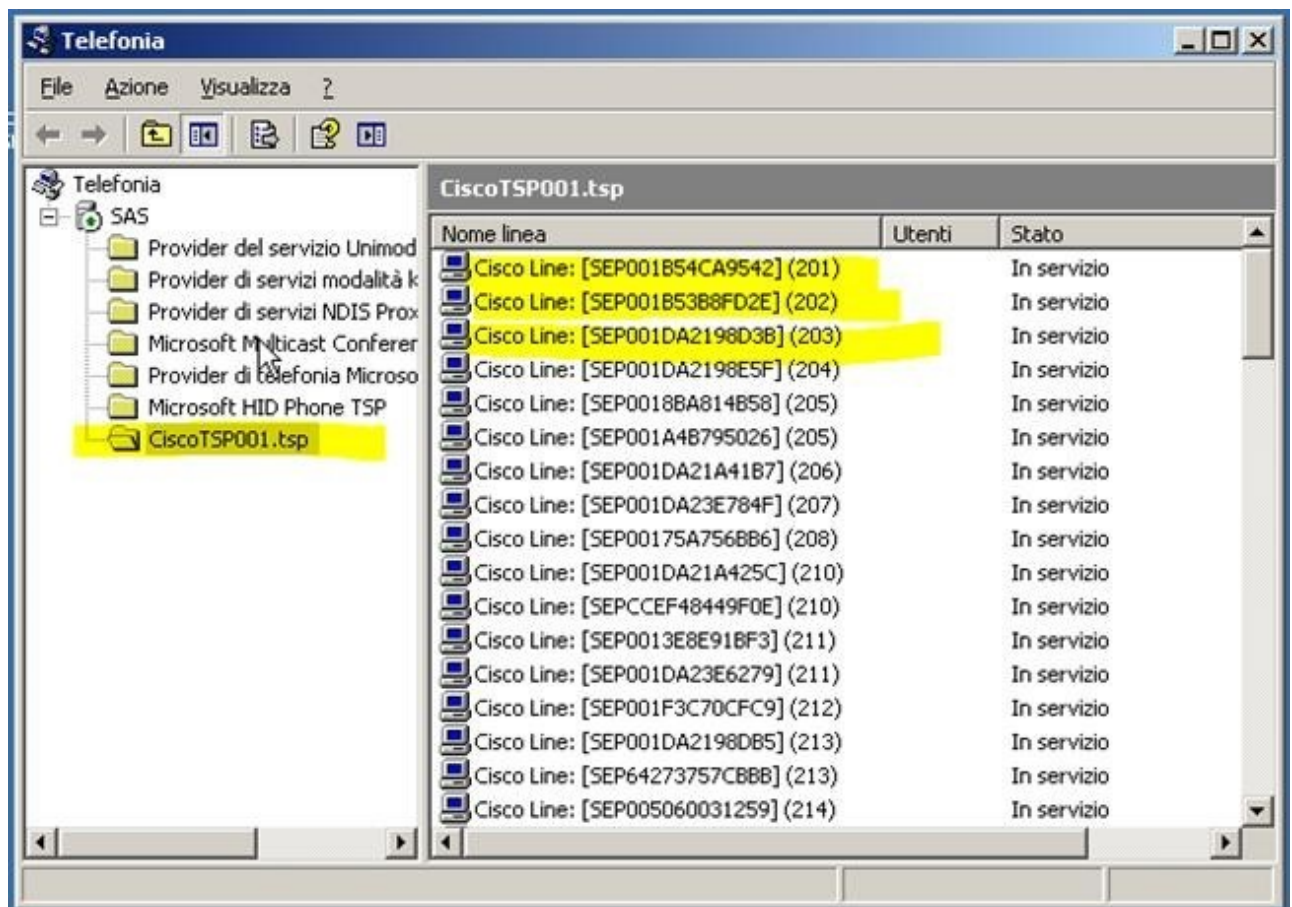 Telefonia
File Azione Visualizza ?
Telefonia
SAS
Provider del servizio Unimod
Provider di servizi modalità k
Provider di servizi NDIS Prox
Microsoft Multicast Conferen
Provider di telefonia Microso
Microsoft HID Phone TSP
CiscoTSP001.tsp
CiscoTSP001.tsp
Nome linea Utenti Stato
Cisco Line: [SEP001B54CA9542] (201) In servizio
Cisco Line: [SEP001B53B8FD2E] (202) In servizio
Cisco Line: [SEP001DA2198D3B] (203) In servizio
Cisco Line: [SEP001DA2198E5F] (204) In servizio
Cisco Line: [SEP0018BA814B58] (205) In servizio
Cisco Line: [SEP001A4B795026] (205) In servizio
Cisco Line: [SEP001DA21A41B7] (206) In servizio
Cisco Line: [SEP001DA23E784F] (207) In servizio
Cisco Line: [SEP00175A756BB6] (208) In servizio
Cisco Line: [SEP001DA21A425C] (210) In servizio
Cisco Line: [SEPCCEF48449F0E] (210) In servizio
Cisco Line: [SEP0013E8E91BF3] (211) In servizio
Cisco Line: [SEP001DA23E6279] (211) In servizio
Cisco Line: [SEP001F3C70CFC9] (212) In servizio
Cisco Line: [SEP001DA2198DB5] (213) In servizio
Cisco Line: [SEP64273757CBBB] (213) In servizio
Cisco Line: [SEP005060031259] (214) In servizio